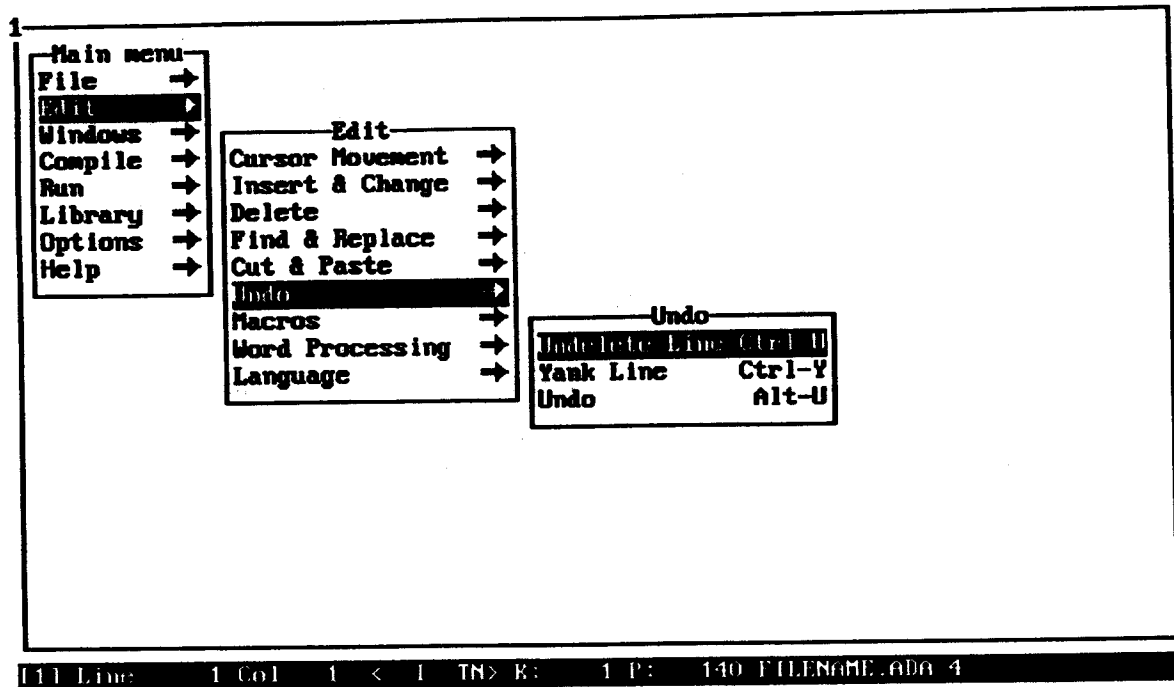 1
Main menu
File
Edit
Windows
Compile
Run
Library
Options
Help
Edit
Cursor Movement
Insert & Change
Delete
Find & Replace
Cut & Paste
Undo
Macros
Word Processing
Language
Undo
Undelete Line Ctrl-U
Yank Line Ctrl-Y
Undo Alt-U
[1] Line 1 Col 1 < I TN> K: 1 P: 140 FILENAME.ADA 4